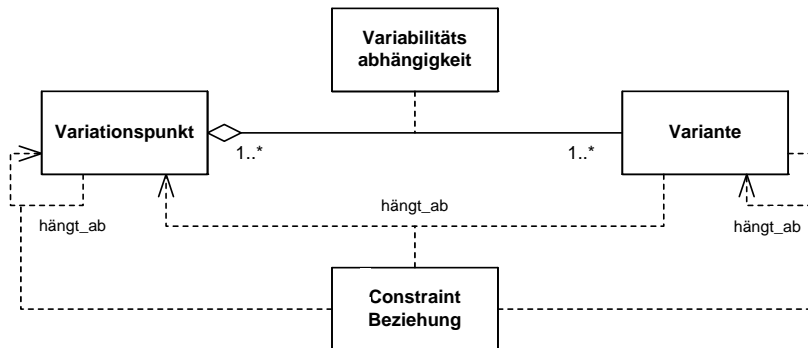 Variabilitäts
abhängigkeit
Variationspunkt
Variante
1..*
1..*
hängt_ab
hängt_ab
hängt_ab
Constraint
Beziehung